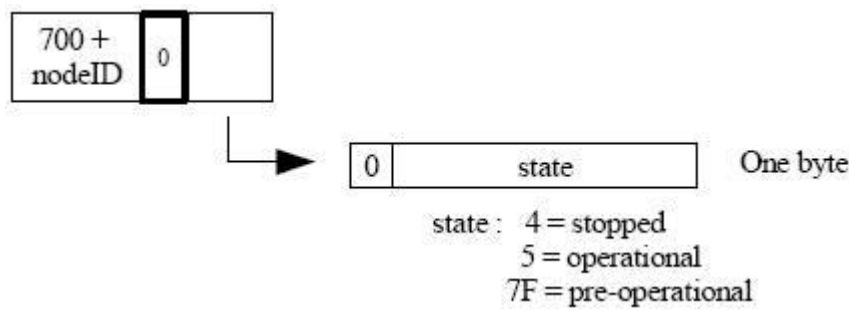 700 +
nodeID
0
0 state One byte
state : 4 = stopped
5 = operational
7F = pre-operational